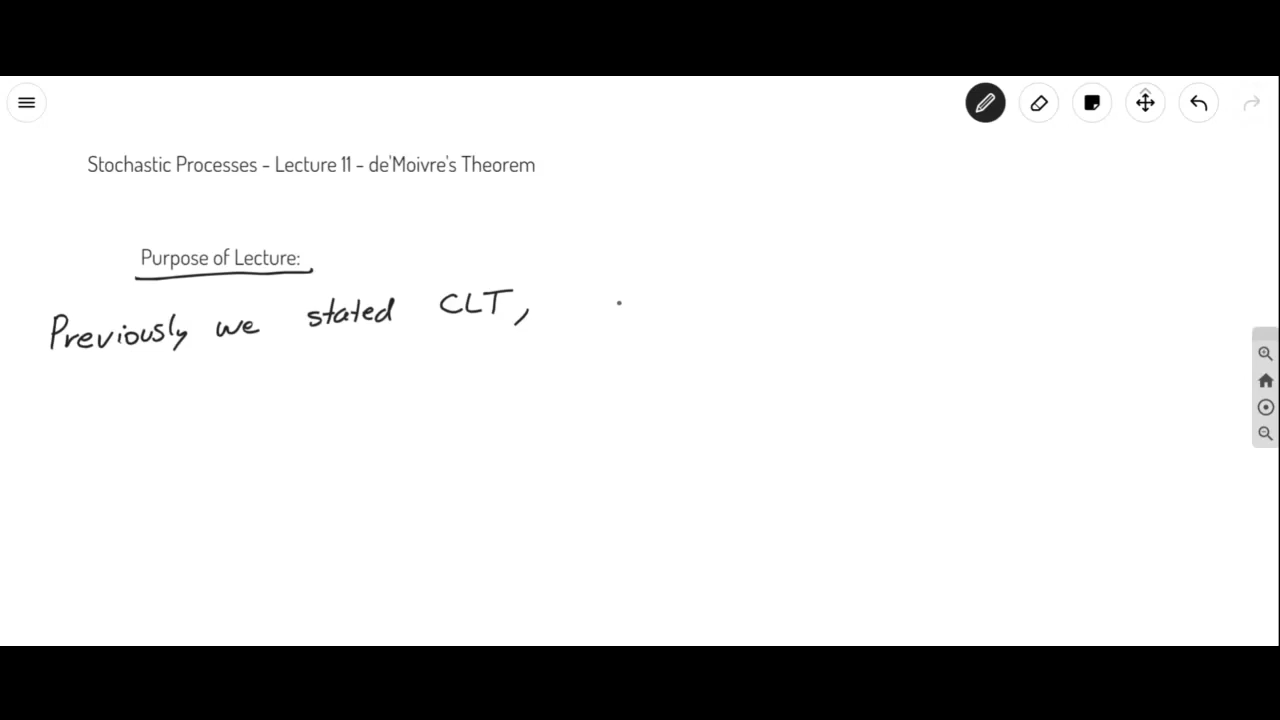 Stochastic Processes - Lecture 11 - de'Moivre's Theorem
Purpose of Lecture:
Previously we stated CLT,